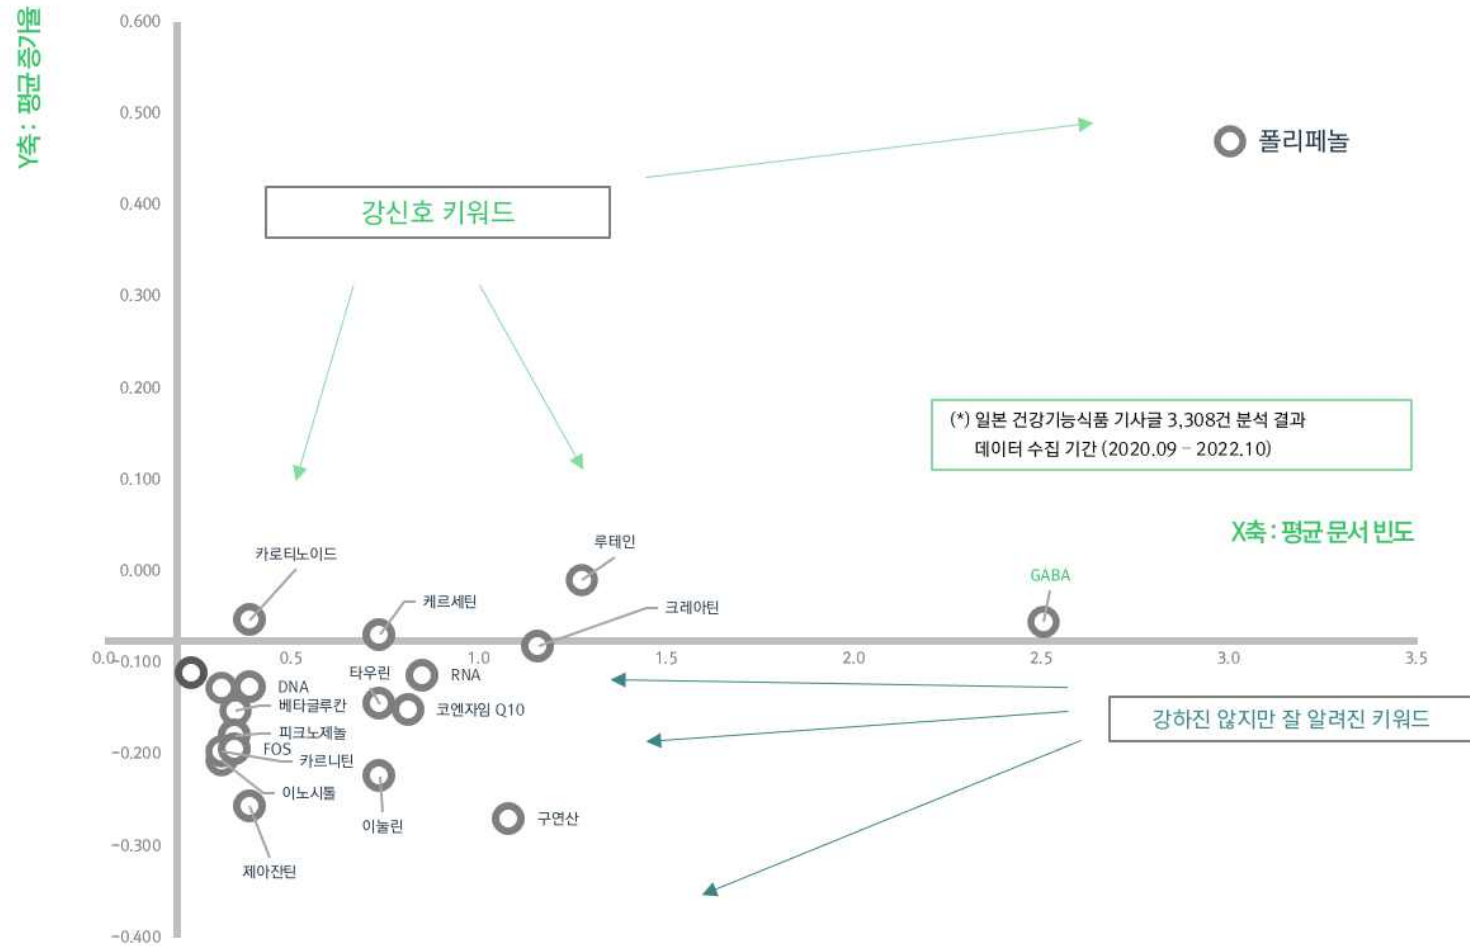 Y축 : 평균 증가율
0.600
0.500
폴리페놀
0.400
강신호 키워드
0.300
0.200
(*) 일본 건강기능식품 기사글 3,308건 분석 결과
데이터 수집 기간 (2020.09 – 2022.10)
0.100
X축 : 평균 문서 빈도
루테인
카로티노이드
0.000
GABA
케르세틴
크레아틴
0.0
-0.100
0.5
1.0
1.5
2.0
2.5
3.0
3.5
타우린
RNA
DNA
베타글루칸
코엔자임 Q10
강하진 않지만 잘 알려진 키워드
피크노제놀
FOS
-0.200
카르니틴
이노시톨
이눌린
구연산
-0.300
제아잔틴
-0.400